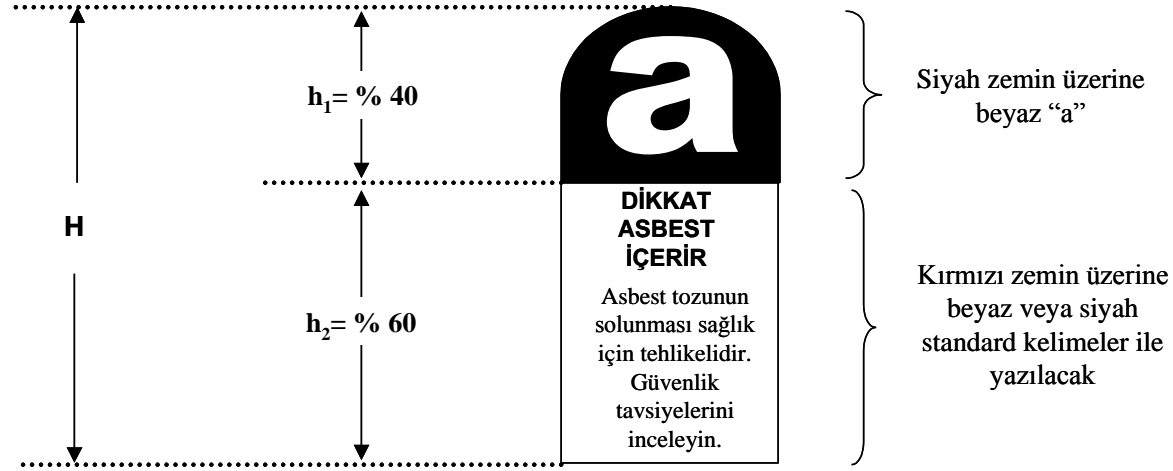 H
h₁= % 40
h₂= % 60
a
DİKKAT
ASBEST
İÇERİR
Asbest tozunun
solunması sağlık
için tehlikelidir.
Güvenlik
tavsiyelerini
inceleyin.
Siyah zemin üzerine
beyaz “a”
Kırmızı zemin üzerine
beyaz veya siyah
standard kelimeler ile
yazılacak